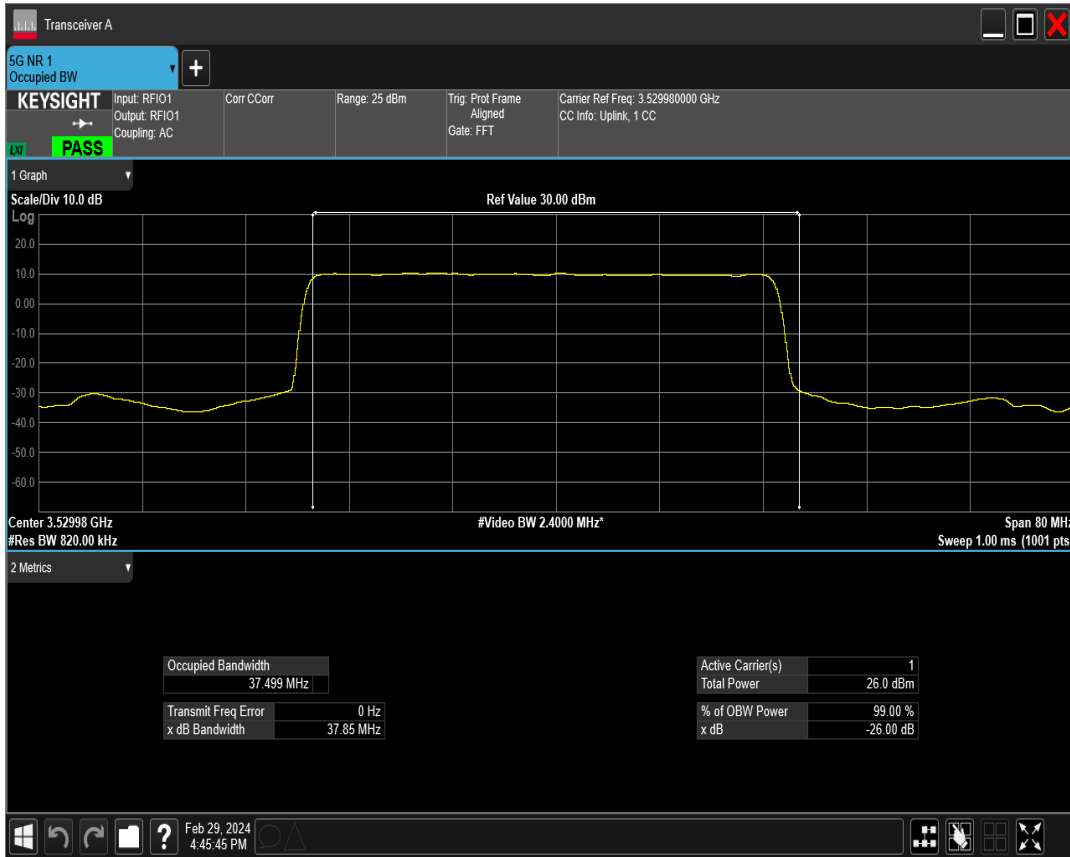 Transceiver A
5G NR 1
Occupied BW
+
KEYSIGHT
LXI
PASS
Input: RFIO1
Output: RFIO1
Coupling: AC
Corr CCorr
Range: 25 dBm
Trig: Prot Frame
Aligned
Gate: FFT
Carrier Ref Freq: 3.529980000 GHz
CC Info: Uplink, 1 CC
1 Graph
Scale/Div 10.0 dB
Ref Value 30.00 dBm
Log
20.0
10.0
0.00
-10.0
-20.0
-30.0
-40.0
-50.0
-60.0
Center 3.52998 GHz
#Video BW 2.4000 MHz*
Span 80 MHz
#Res BW 820.00 kHz
Sweep 1.00 ms (1001 pts
2 Metrics
Occupied Bandwidth
37.499 MHz
Transmit Freq Error 0 Hz
x dB Bandwidth 37.85 MHz
Active Carrier(s) 1
Total Power 26.0 dBm
% of OBW Power 99.00 %
x dB -26.00 dB
?
Feb 29, 2024
4:45:45 PM